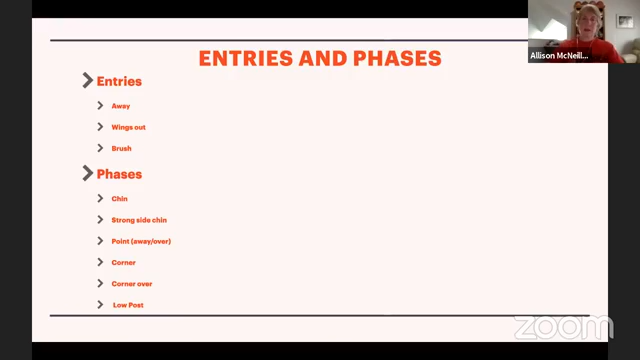 Allison McNeill...
ENTRIES AND PHASES
Entries
Away
Wings out
Brush
Phases
Chin
Strong side chin
Point (away/over)
Corner
Corner over
Low Post
zoom